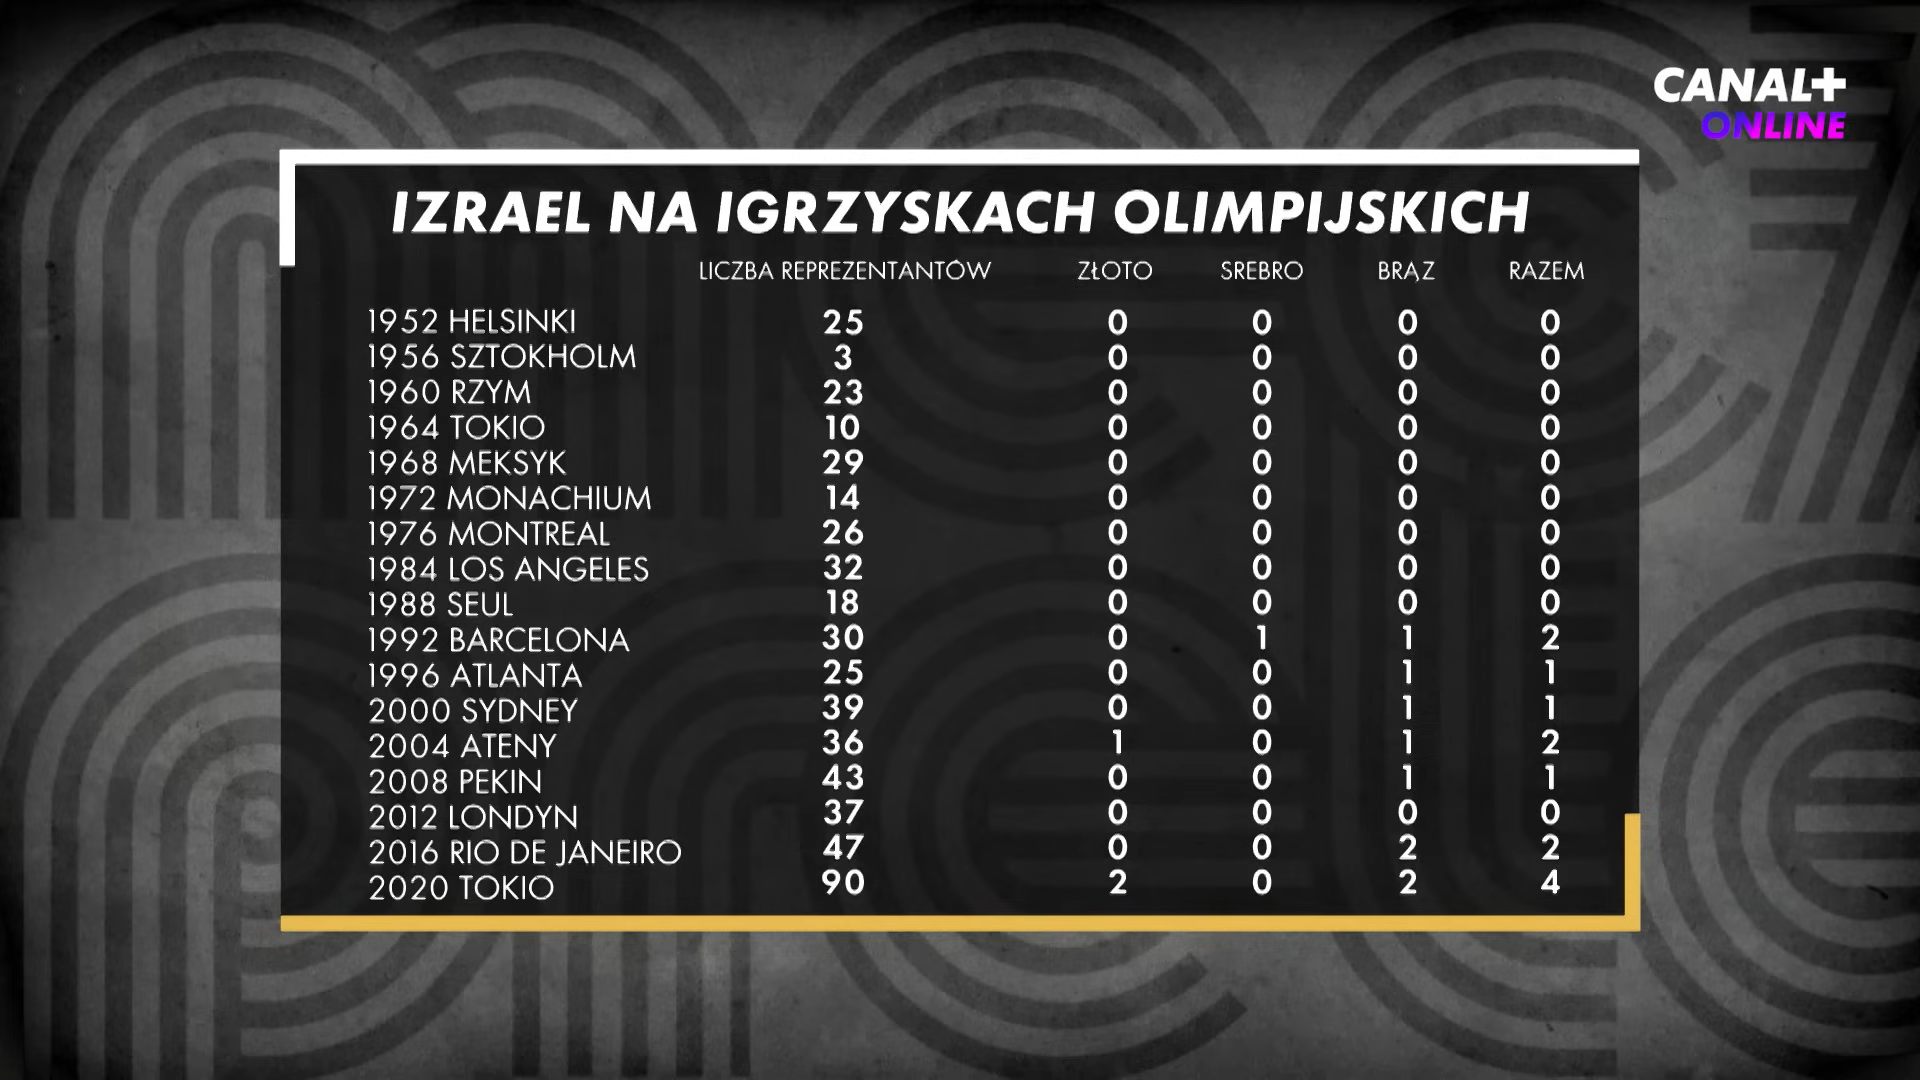 CANAL+
ONLINE
IZRAEL NA IGRZYSKACH OLIMPIJSKICH
LICZBA REPREZENTANTÓW ZŁOTO SREBRO BRĄZ RAZEM
1952 HELSINKI 25 0 0 0 0
1956 SZTOKHOLM 3 0 0 0 0
1960 RZYM 23 0 0 0 0
1964 TOKIO 10 0 0 0 0
1968 MEKSYK 29 0 0 0 0
1972 MONACHIUM 14 0 0 0 0
1976 MONTREAL 26 0 0 0 0
1984 LOS ANGELES 32 0 0 0 0
1988 SEUL 18 0 0 0 0
1992 BARCELONA 30 0 1 1 2
1996 ATLANTA 25 0 0 1 1
2000 SYDNEY 39 0 0 1 1
2004 ATENY 36 1 0 1 2
2008 PEKIN 43 0 0 1 1
2012 LONDYN 37 0 0 0 0
2016 RIO DE JANEIRO 47 0 0 2 2
2020 TOKIO 90 2 0 2 4